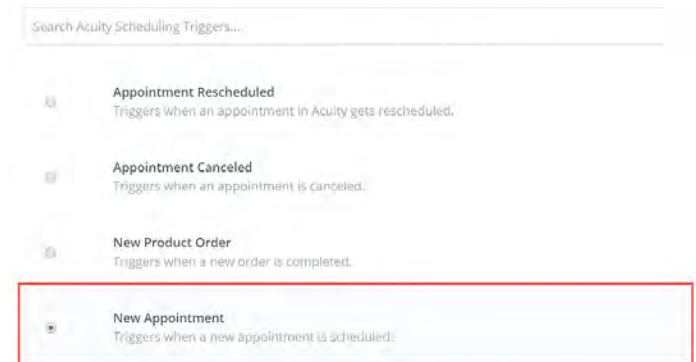 Search Acuity Scheduling Triggers....
Appointment Rescheduled
Triggers when an appointment in Acuity gets rescheduled.
Appointment Canceled
Triggers when an appointment is canceled.
New Product Order
Triggers when a new order is completed.
New Appointment
Triggers when a new appointment is scheduled.